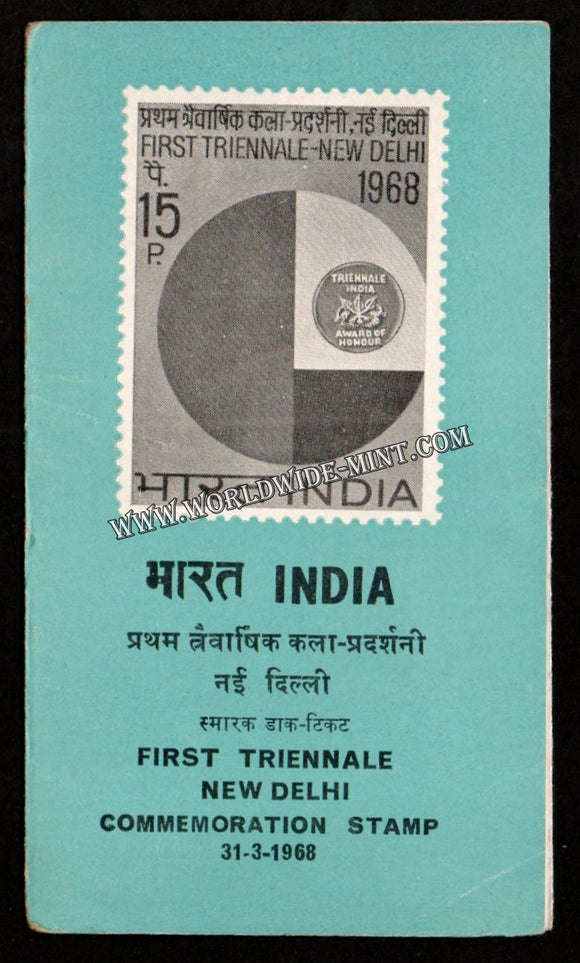 प्रथम त्रैवार्षिक कला-प्रदर्शनी, नई दिल्ली
FIRST TRIENNALE-NEW DELHI
पै. 1968
15
P.
TRIENNALE
INDIA
AWARD OF
HONOUR
भारत INDIA
WWW.WORLDWIDE-MINT.COM
भारत INDIA
प्रथम त्रैवार्षिक कला-प्रदर्शनी
नई दिल्ली
स्मारक डाक-टिकट
FIRST TRIENNALE
NEW DELHI
COMMEMORATION STAMP
31-3-1968